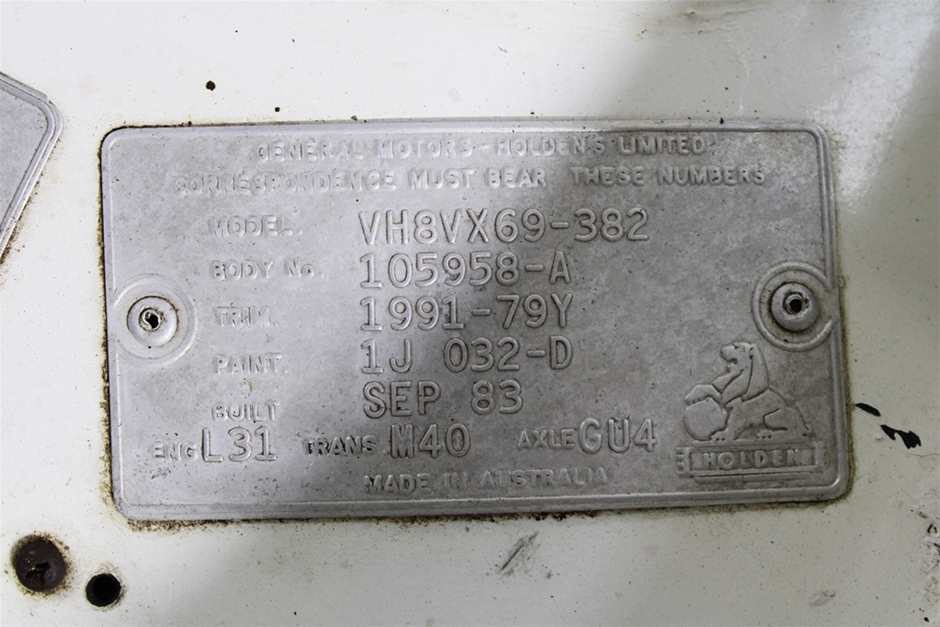 GENERAL MOTORS-HOLDEN'S LIMITED
CORRESPONDENCE MUST BEAR THESE NUMBERS
MODEL. VH8VX69-382
BODY No. 105958-A
TRIM. 1991-79Y
PAINT. 1J 032-D
BUILT SEP 83
ENG L31 TRANS M40 AXLE GU4
HOLDEN
MADE IN AUSTRALIA